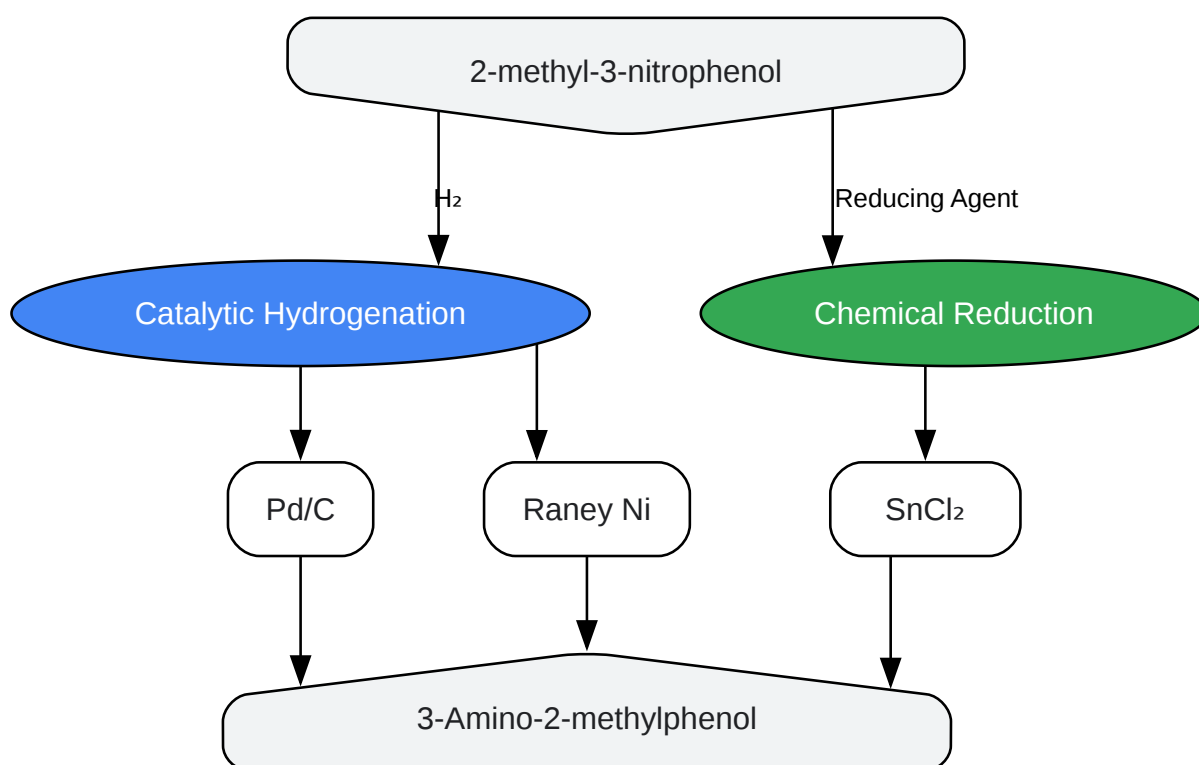 2-methyl-3-nitrophenol
H₂
Reducing Agent
Catalytic Hydrogenation
Chemical Reduction
Pd/C
Raney Ni
SnCl₂
3-Amino-2-methylphenol